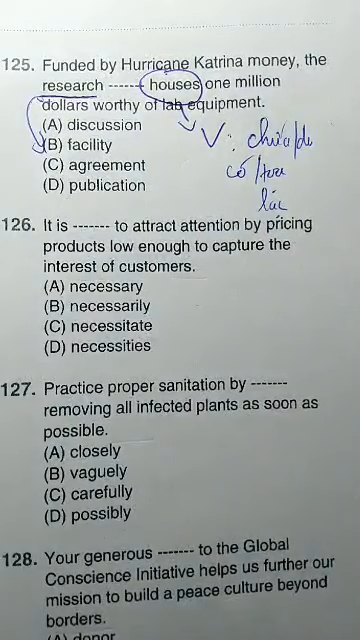 125. Funded by Hurricane Katrina money, the
research ------- houses one million
dollars worthy of lab equipment.
(A) discussion
(B) facility
(C) agreement
(D) publication
V: chứa/
có/
126. It is ------- to attract attention by pricing
products low enough to capture the
interest of customers.
(A) necessary
(B) necessarily
(C) necessitate
(D) necessities
127. Practice proper sanitation by -------
removing all infected plants as soon as
possible.
(A) closely
(B) vaguely
(C) carefully
(D) possibly
128. Your generous ------- to the Global
Conscience Initiative helps us further our
mission to build a peace culture beyond
borders.
(A) donor